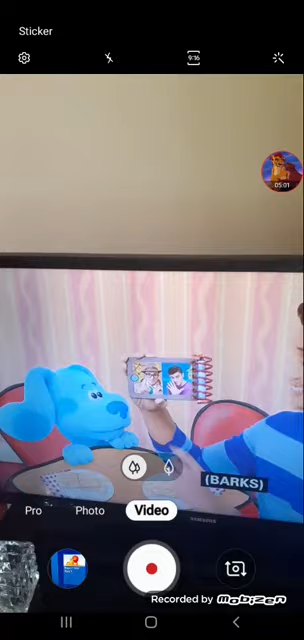 Sticker
9:16
05:01
(BARKS)
SAMSUNG
Pro
Photo
Video
Recorded by Mobizen